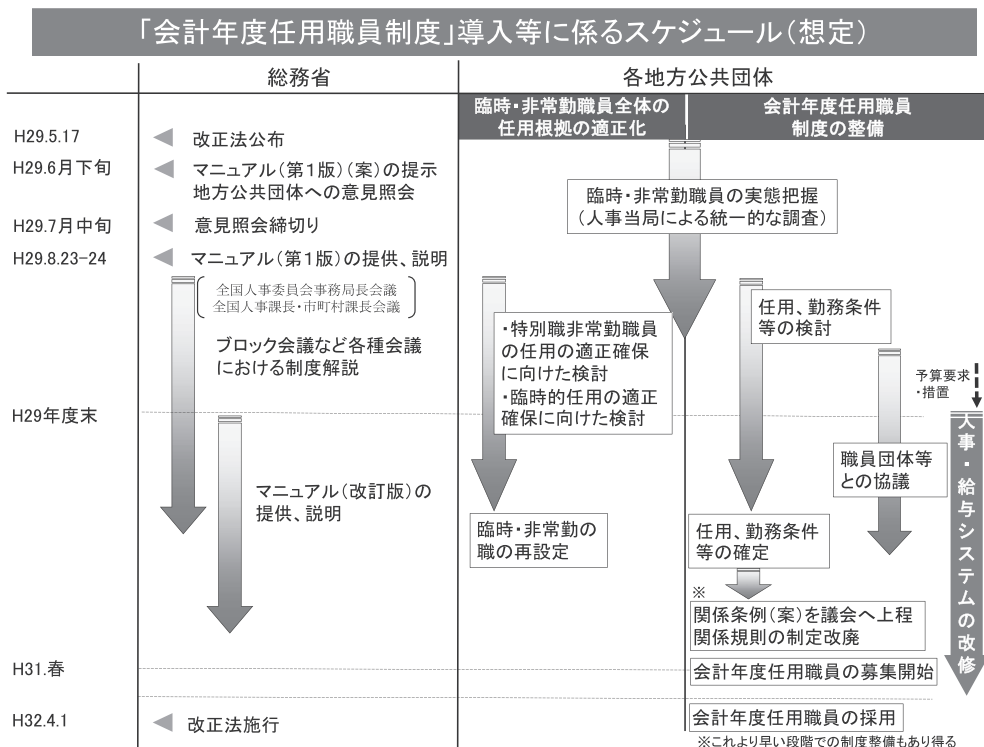 「会計年度任用職員制度」導入等に係るスケジュール（想定）
総務省
各地方公共団体
臨時・非常勤職員全体の
任用根拠の適正化
会計年度任用職員
制度の整備
H29.5.17
改正法公布
H29.6月下旬
マニュアル（第1版）（案）の提示
地方公共団体への意見照会
臨時・非常勤職員の実態把握
（人事当局による統一的な調査）
H29.7月中旬
意見照会締切り
H29.8.23-24
マニュアル（第1版）の提供、説明
全国人事委員会事務局長会議
全国人事課長・市町村課長会議
ブロック会議など各種会議
における制度解説
・特別職非常勤職員
の任用の適正確保
に向けた検討
・臨時的任用の適正
確保に向けた検討
任用、勤務条件
等の検討
予算要求
・措置
H29年度末
人事・給与システムの改修
職員団体等
との協議
マニュアル（改訂版）の
提供、説明
臨時・非常勤の
職の再設定
任用、勤務条件
等の確定
※
関係条例（案）を議会へ上程
関係規則の制定改廃
H31.春
会計年度任用職員の募集開始
H32.4.1
改正法施行
会計年度任用職員の採用
※これより早い段階での制度整備もあり得る